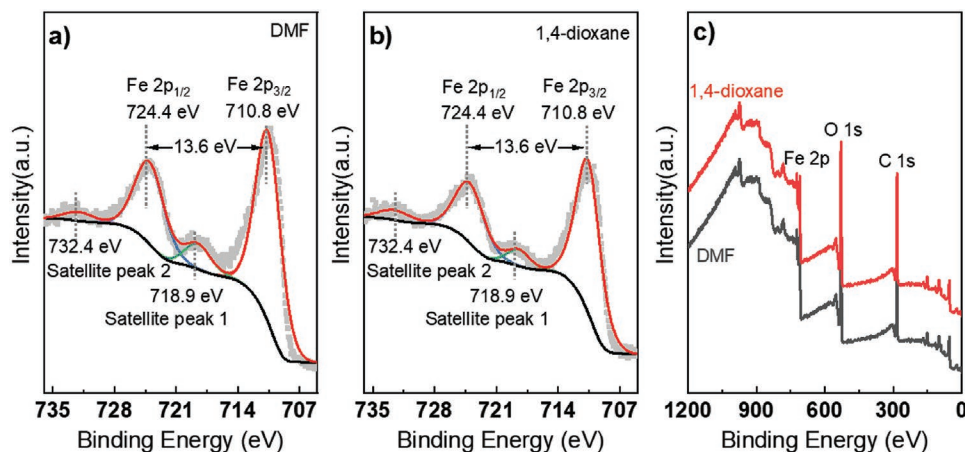 a)
DMF
Fe 2p1/2
724.4 eV
Fe 2p3/2
710.8 eV
13.6 eV
732.4 eV
Satellite peak 2
718.9 eV
Satellite peak 1
Intensity(a.u.)
735 728 721 714 707
Binding Energy (eV)
b)
1,4-dioxane
Fe 2p1/2
724.4 eV
Fe 2p3/2
710.8 eV
13.6 eV
732.4 eV
Satellite peak 2
718.9 eV
Satellite peak 1
Intensity(a.u.)
735 728 721 714 707
Binding Energy (eV)
c)
1,4-dioxane
O 1s
Fe 2p
C 1s
DMF
Intensity(a.u.)
1200 900 600 300 0
Binding Energy (eV)